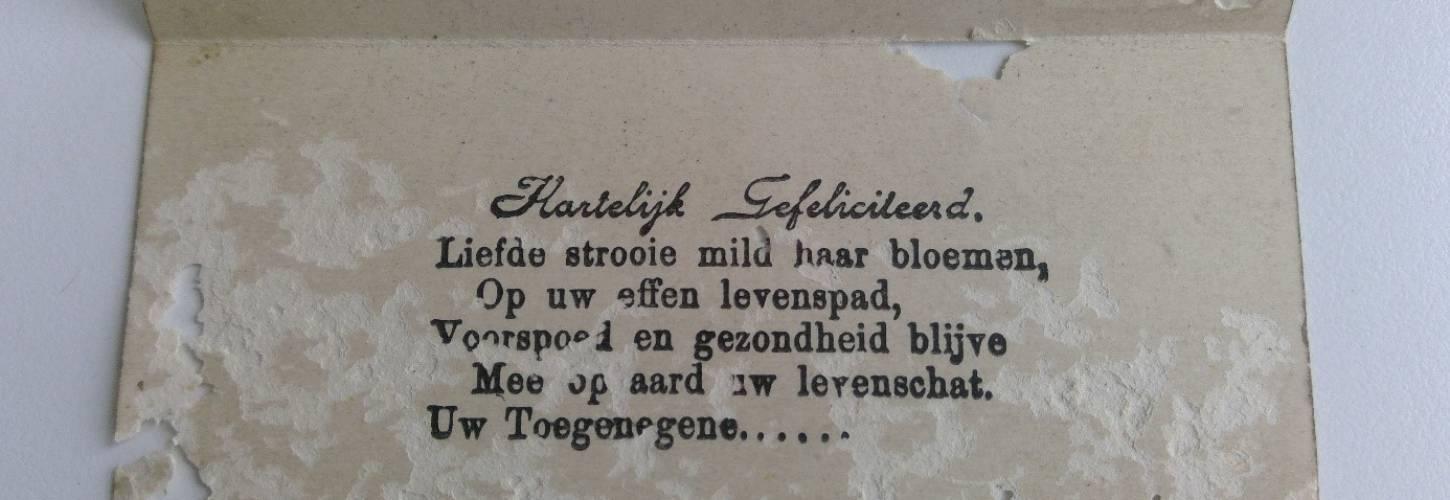 Hartelijk Gefeliciteerd.
Liefde strooie mild haar bloemen,
Op uw effen levenspad,
Voorspoed en gezondheid blijve
Mee op aard uw levenschat.
Uw Toegenegene......